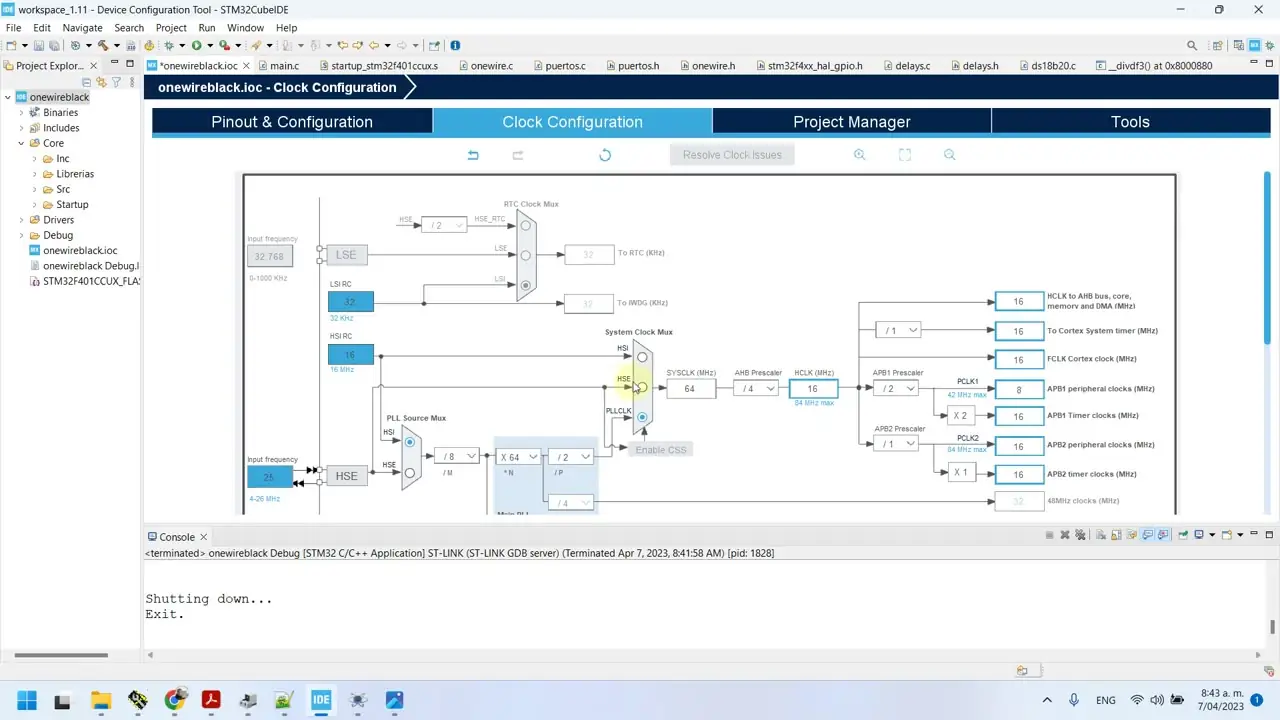 workspace_1.11 - Device Configuration Tool - STM32CubeIDE
File Edit Navigate Search Project Run Window Help
Project Explor...
*onewireblack.ioc
main.c
startup_stm32f401ccux.s
onewire.c
puertos.c
puertos.h
onewire.h
stm32f4xx_hal_gpio.h
delays.c
delays.h
ds18b20.c
__divdf3() at 0x8000880
onewireblack
Binaries
Includes
Core
Inc
Librerias
Src
Startup
Drivers
Debug
onewireblack.ioc
onewireblack Debug.l
STM32F401CCUX_FLA
onewireblack.ioc - Clock Configuration
Pinout & Configuration
Clock Configuration
Project Manager
Tools
Resolve Clock Issues
RTC Clock Mux
HSE
/ 2
HSE_RTC
Input frequency
32.768
0-1000 KHz
LSE
LSE
32
To RTC (KHz)
LSI RC
LSI
32
32 KHz
32
To IWDG (KHz)
HSI RC
16
16 MHz
System Clock Mux
HSI
HSE
PLLCLK
Enable CSS
SYSCLK (MHz)
64
AHB Prescaler
/ 4
HCLK (MHz)
16
84 MHz max
16
HCLK to AHB bus, core,
memory and DMA (MHz)
/ 1
16
To Cortex System timer (MHz)
16
FCLK Cortex clock (MHz)
APB1 Prescaler
/ 2
PCLK1
42 MHz max
8
APB1 peripheral clocks (MHz)
X 2
16
APB1 Timer clocks (MHz)
APB2 Prescaler
/ 1
PCLK2
84 MHz max
16
APB2 peripheral clocks (MHz)
X 1
16
APB2 timer clocks (MHz)
32
48MHz clocks (MHz)
PLL Source Mux
HSI
HSE
Input frequency
25
4-26 MHz
HSE
/ 8
/ M
X 64
* N
/ 2
/ P
/ 4
Main PLL
Console
<terminated> onewireblack Debug [STM32 C/C++ Application] ST-LINK (ST-LINK GDB server) (Terminated Apr 7, 2023, 8:41:58 AM) [pid: 1828]
Shutting down...
Exit.
IDE
ENG
8:43 a. m.
7/04/2023